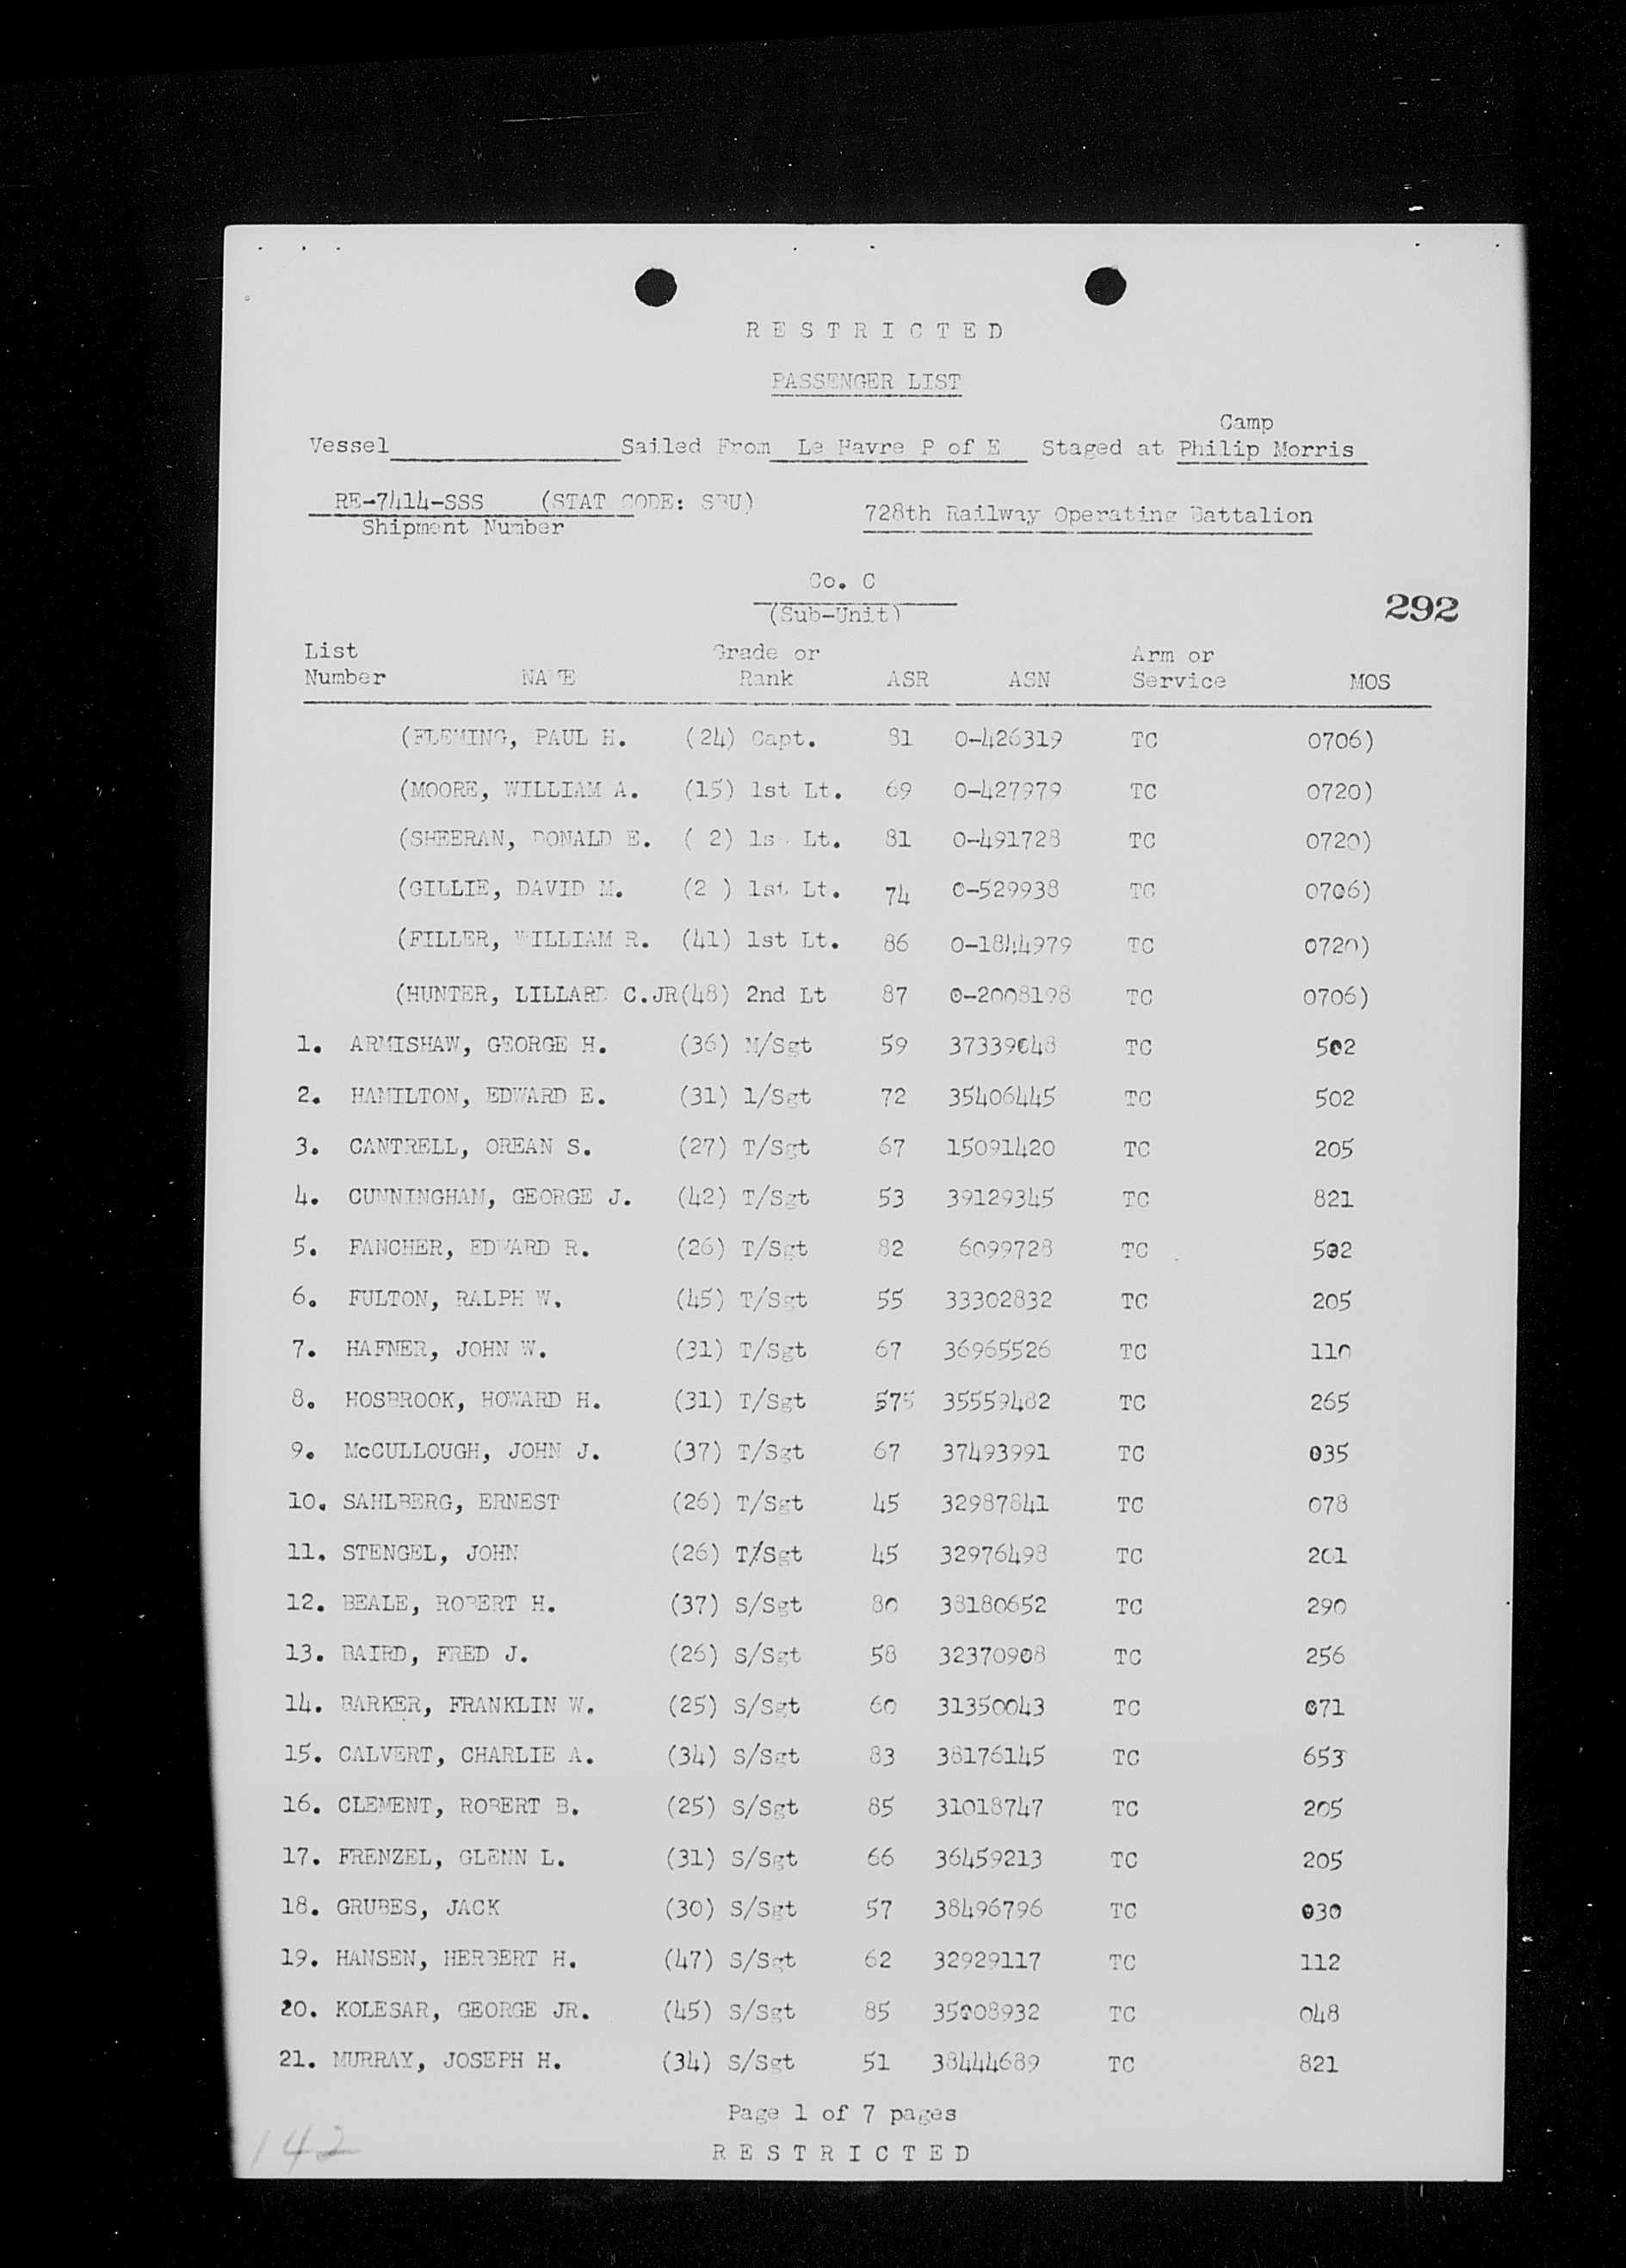 RESTRICTED
PASSENGER LIST
Camp
Vessel Sailed From Le Havre P of E Staged at Philip Morris
RE-7414-SSS (STAT CODE: SBU)
Shipment Number
728th Railway Operating Battalion
Co. C
(Sub-Unit)
292
List Number NAME Grade or Rank ASR ASN Arm or Service MOS
(FLEMING, PAUL H. (24) Capt. 81 O-426319 TC 0706)
(MOORE, WILLIAM A. (15) 1st Lt. 69 O-427979 TC 0720)
(SHEERAN, DONALD E. ( 2) 1st Lt. 81 O-491728 TC 0720)
(GILLIE, DAVID M. (2 ) 1st Lt. 74 O-529938 TC 0706)
(FILLER, WILLIAM R. (41) 1st Lt. 86 O-1844979 TC 0720)
(HUNTER, LILLARD C.JR(48) 2nd Lt 87 O-2008198 TC 0706)
1. ARMISHAW, GEORGE H. (36) M/Sgt 59 37339048 TC 502
2. HAMILTON, EDWARD E. (31) 1/Sgt 72 35406445 TC 502
3. CANTRELL, OREAN S. (27) T/Sgt 67 15091420 TC 205
4. CUNNINGHAM, GEORGE J. (42) T/Sgt 53 39129345 TC 821
5. FANCHER, EDWARD R. (26) T/Sgt 82 6099728 TC 502
6. FULTON, RALPH W. (45) T/Sgt 55 33302832 TC 205
7. HAFNER, JOHN W. (31) T/Sgt 67 36965526 TC 110
8. HOSBROOK, HOWARD H. (31) T/Sgt 575 35559482 TC 265
9. McCULLOUGH, JOHN J. (37) T/Sgt 67 37493991 TC 035
10. SAHLBERG, ERNEST (26) T/Sgt 45 32987841 TC 078
11. STENGEL, JOHN (26) T/Sgt 45 32976498 TC 201
12. BEALE, ROBERT H. (37) S/Sgt 80 38180652 TC 290
13. BAIRD, FRED J. (26) S/Sgt 58 32370908 TC 256
14. BARKER, FRANKLIN W. (25) S/Sgt 60 31350043 TC 071
15. CALVERT, CHARLIE A. (34) S/Sgt 83 38176145 TC 653
16. CLEMENT, ROBERT B. (25) S/Sgt 85 31018747 TC 205
17. FRENZEL, GLENN L. (31) S/Sgt 66 36459213 TC 205
18. GRUBES, JACK (30) S/Sgt 57 38496796 TC 030
19. HANSEN, HERBERT H. (47) S/Sgt 62 32929117 TC 112
20. KOLESAR, GEORGE JR. (45) S/Sgt 85 35008932 TC 048
21. MURRAY, JOSEPH H. (34) S/Sgt 51 38444689 TC 821
Page 1 of 7 pages
142
RESTRICTED